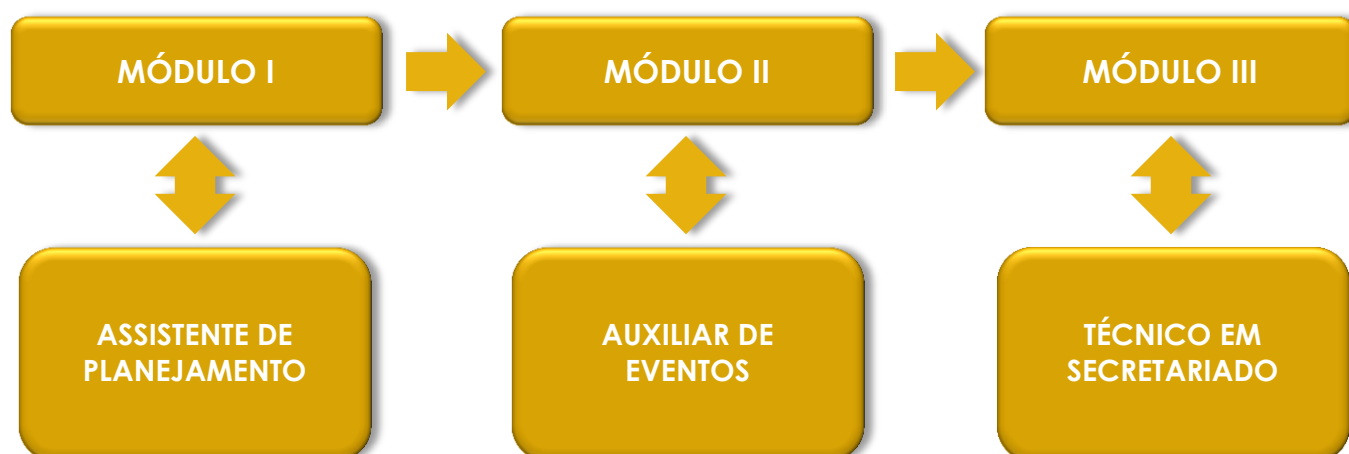 MÓDULO I
MÓDULO II
MÓDULO III
ASSISTENTE DE
PLANEJAMENTO
AUXILIAR DE
EVENTOS
TÉCNICO EM
SECRETARIADO